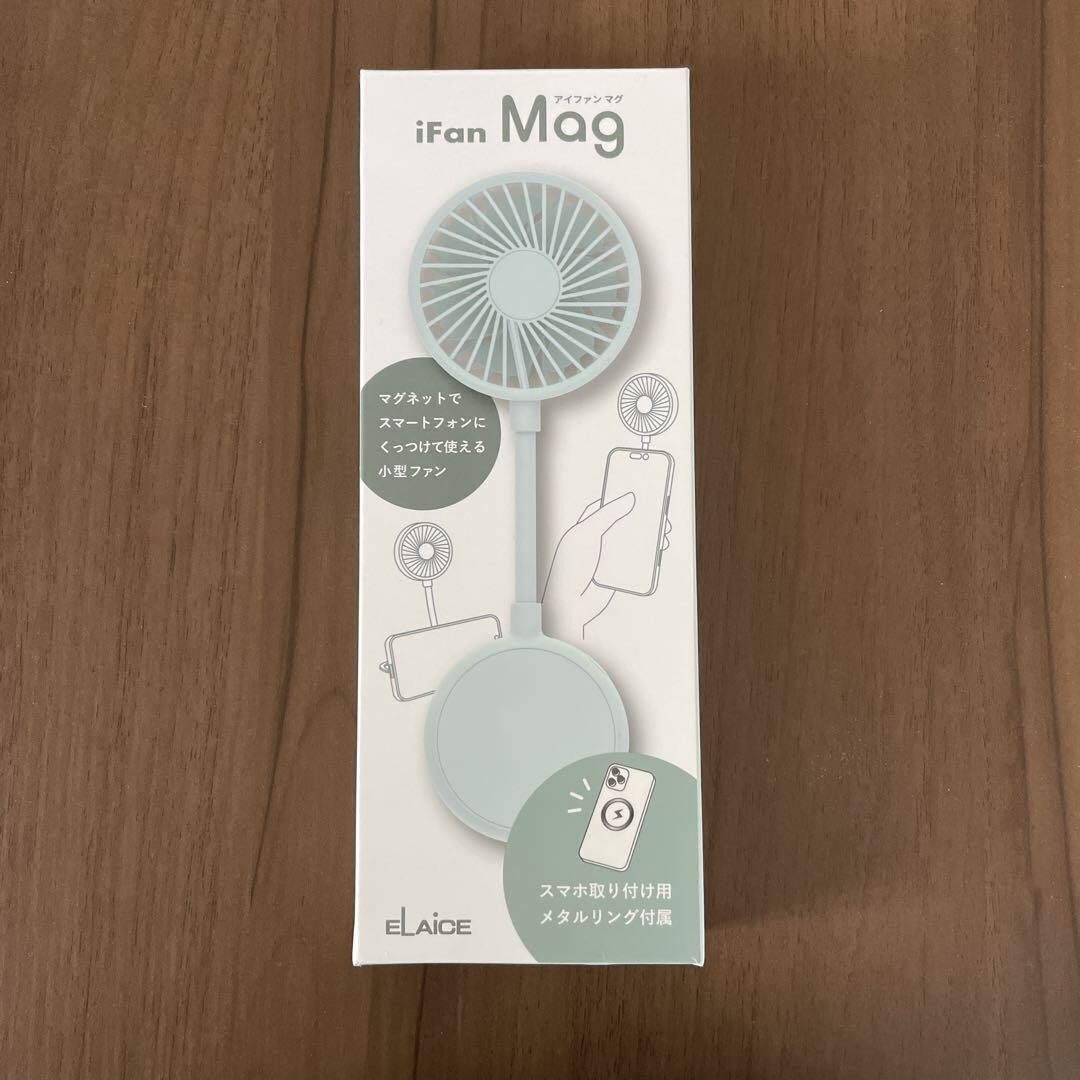 アイファン マグ
iFan Mag
マグネットで
スマートフォンに
くっつけて使える
小型ファン
スマホ取り付け用
メタルリング付属
ELAiCE